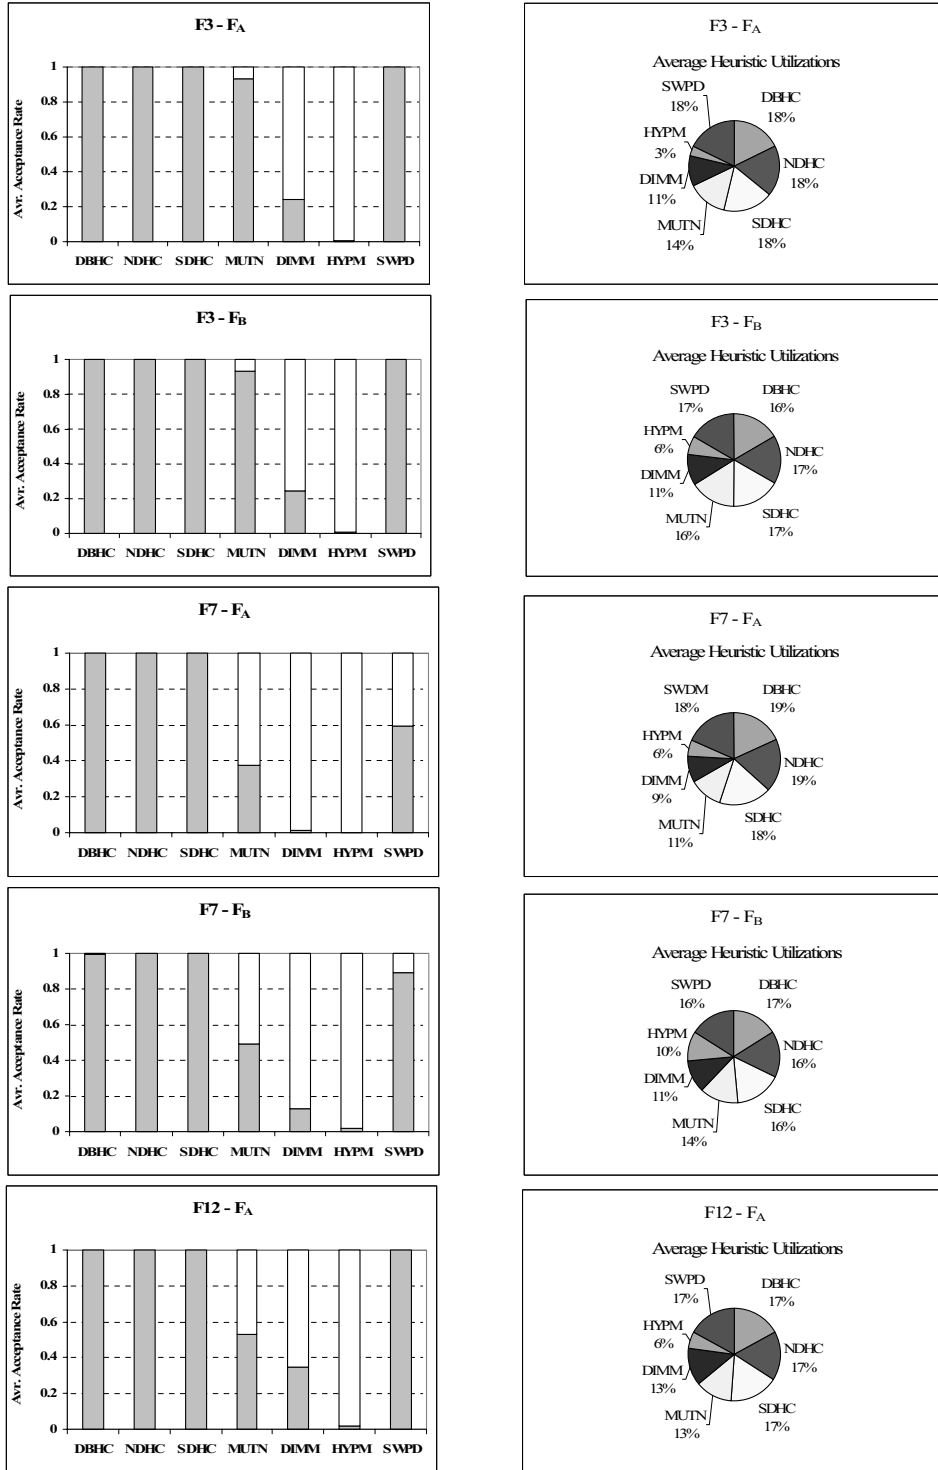 F3 - FA
Avr. Acceptance Rate
1
0.8
0.6
0.4
0.2
0
DBHC NDHC SDHC MUTN DIMM HYPM SWPD
F3 - FA
Average Heuristic Utilizations
SWPD
18%
DBHC
18%
HYPM
3%
NDHC
18%
DIMM
11%
MUTN
14%
SDHC
18%
F3 - FB
Avr. Acceptance Rate
1
0.8
0.6
0.4
0.2
0
DBHC NDHC SDHC MUTN DIMM HYPM SWPD
F3 - FB
Average Heuristic Utilizations
SWPD
17%
DBHC
16%
HYPM
6%
NDHC
17%
DIMM
11%
MUTN
16%
SDHC
17%
F7 - FA
Avr. Acceptance Rate
1
0.8
0.6
0.4
0.2
0
DBHC NDHC SDHC MUTN DIMM HYPM SWPD
F7 - FA
Average Heuristic Utilizations
SWDM
18%
DBHC
19%
HYPM
6%
NDHC
19%
DIMM
9%
MUTN
11%
SDHC
18%
F7 - FB
Avr. Acceptance Rate
1
0.8
0.6
0.4
0.2
0
DBHC NDHC SDHC MUTN DIMM HYPM SWPD
F7 - FB
Average Heuristic Utilizations
SWPD
16%
DBHC
17%
HYPM
10%
NDHC
16%
DIMM
11%
MUTN
14%
SDHC
16%
F12 - FA
Avr. Acceptance Rate
1
0.8
0.6
0.4
0.2
0
DBHC NDHC SDHC MUTN DIMM HYPM SWPD
F12 - FA
Average Heuristic Utilizations
SWPD
17%
DBHC
17%
HYPM
6%
NDHC
17%
DIMM
13%
MUTN
13%
SDHC
17%